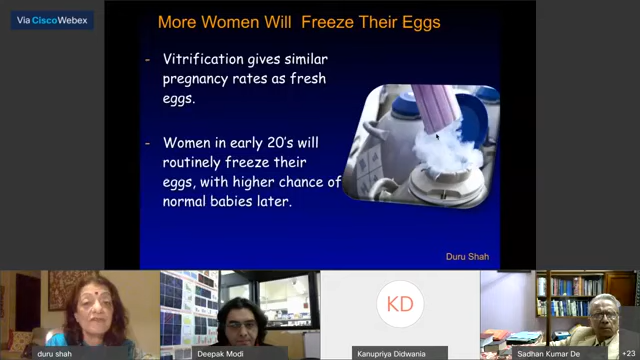 Via CiscoWebex
More Women Will Freeze Their Eggs
- Vitrification gives similar
pregnancy rates as fresh
eggs.
- Women in early 20's will
routinely freeze their
eggs, with higher chance of
normal babies later.
Duru Shah
KD
duru shah
Deepak Modi
Kanupriya Didwania
Sadhan Kumar De
+23